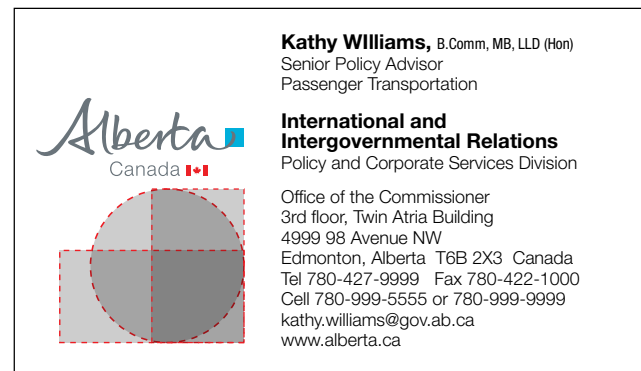 Kathy WIlliams, B.Comm, MB, LLD (Hon)
Senior Policy Advisor
Passenger Transportation
International and
Intergovernmental Relations
Policy and Corporate Services Division
Office of the Commissioner
3rd floor, Twin Atria Building
4999 98 Avenue NW
Edmonton, Alberta  T6B 2X3  Canada
Tel 780-427-9999   Fax 780-422-1000
Cell 780-999-5555 or 780-999-9999
kathy.williams@gov.ab.ca
www.alberta.ca
Alberta
Canada